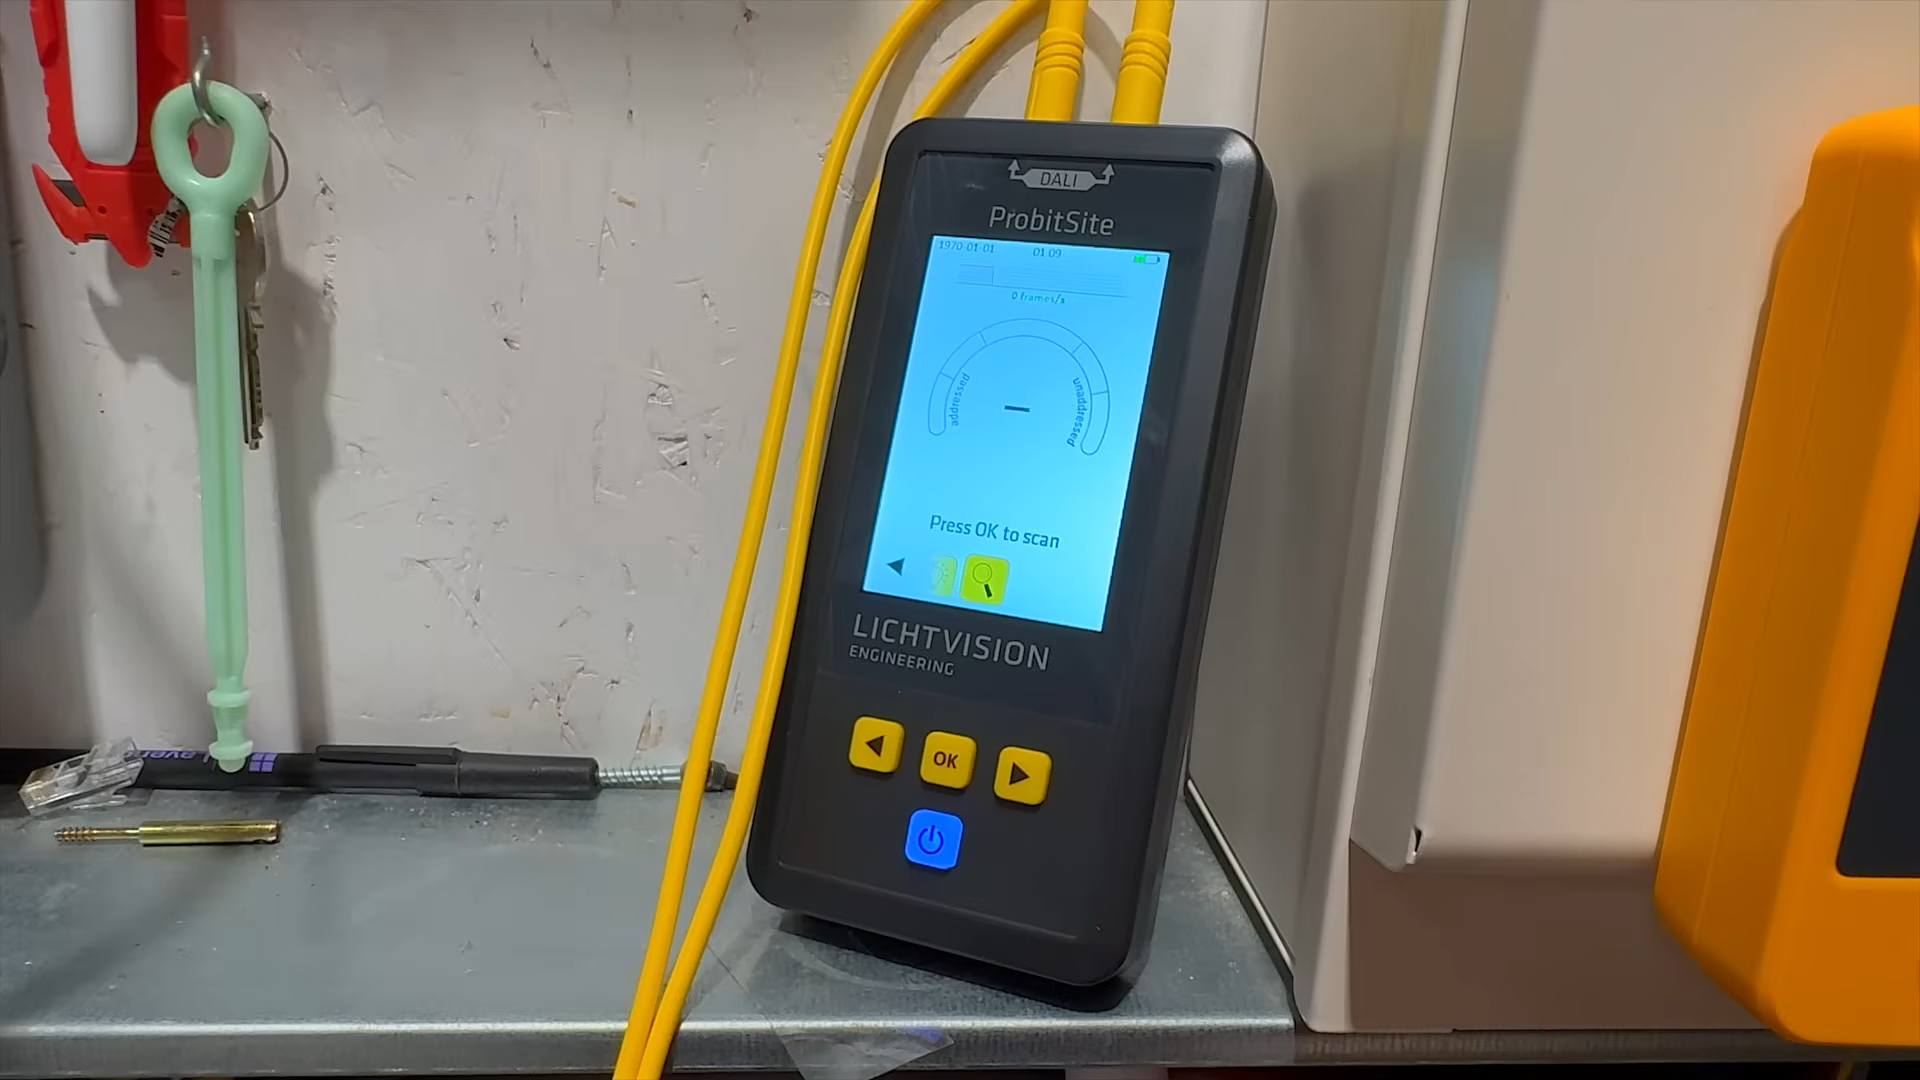 DALI
ProbitSite
1970-01-01 01:09
0 frames/s
addressed
unaddressed
Press OK to scan
LICHTVISION
ENGINEERING
OK